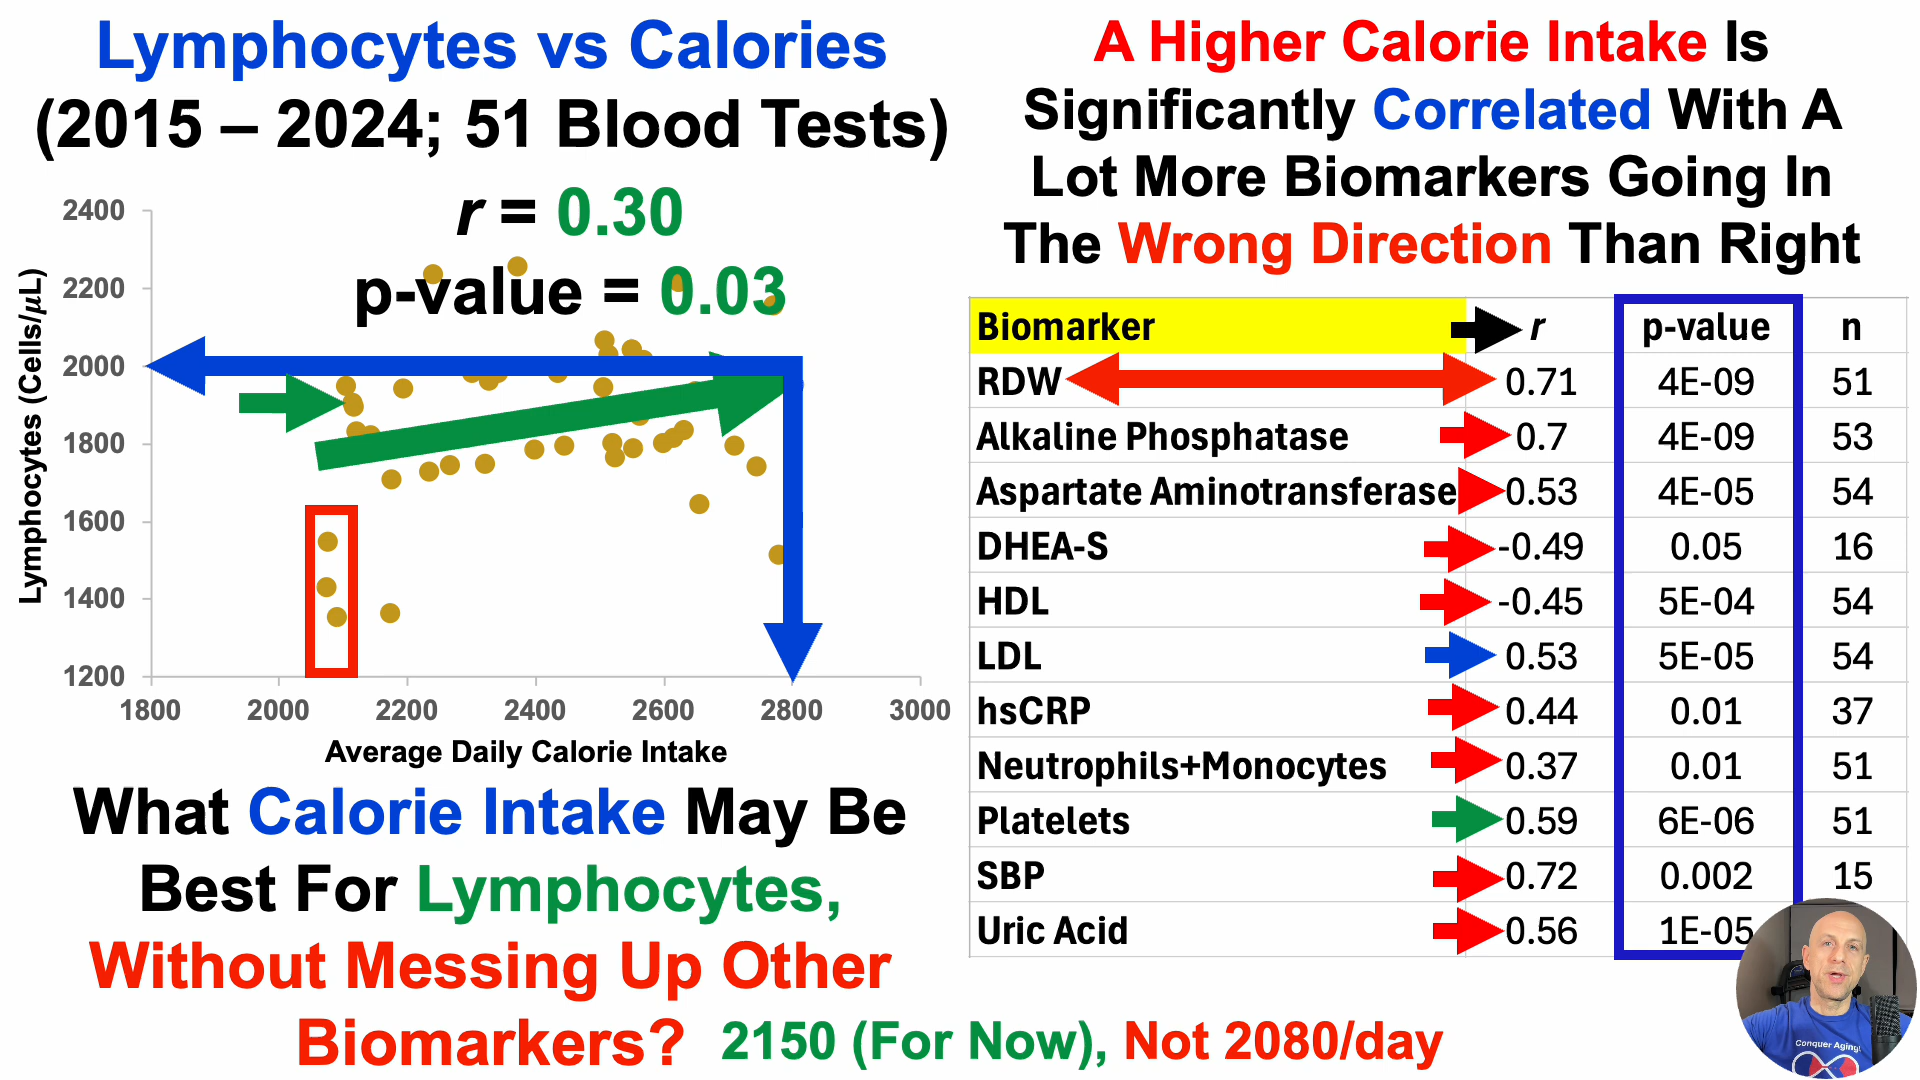 Lymphocytes vs Calories
(2015 – 2024; 51 Blood Tests)
r = 0.30
p-value = 0.03
2400
2200
2000
1800
1600
1400
1200
Lymphocytes (Cells/μL)
1800 2000 2200 2400 2600 2800 3000
Average Daily Calorie Intake
What Calorie Intake May Be
Best For Lymphocytes,
Without Messing Up Other
Biomarkers? 2150 (For Now), Not 2080/day
A Higher Calorie Intake Is
Significantly Correlated With A
Lot More Biomarkers Going In
The Wrong Direction Than Right
Biomarker r p-value n
RDW 0.71 4E-09 51
Alkaline Phosphatase 0.7 4E-09 53
Aspartate Aminotransferase 0.53 4E-05 54
DHEA-S -0.49 0.05 16
HDL -0.45 5E-04 54
LDL 0.53 5E-05 54
hsCRP 0.44 0.01 37
Neutrophils+Monocytes 0.37 0.01 51
Platelets 0.59 6E-06 51
SBP 0.72 0.002 15
Uric Acid 0.56 1E-05
Conquer Aging!